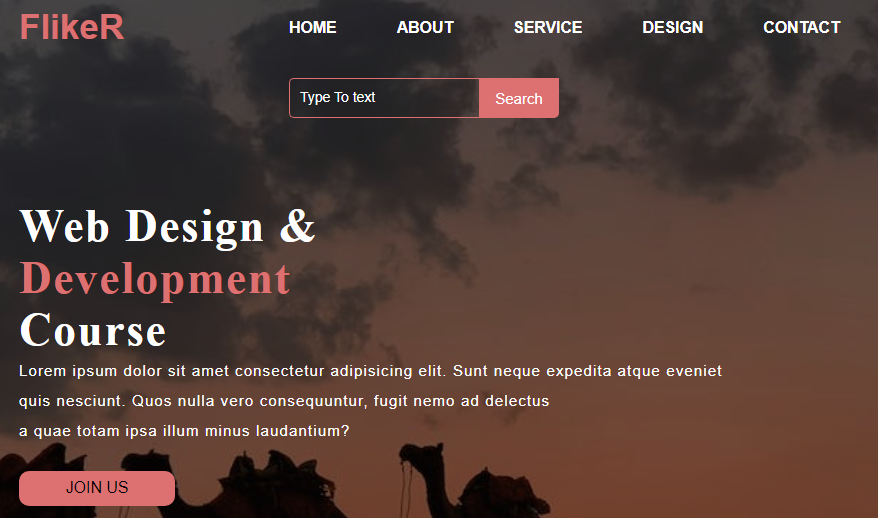 FlikeR
HOME ABOUT SERVICE DESIGN CONTACT
Type To text Search
Web Design &
Development
Course
Lorem ipsum dolor sit amet consectetur adipisicing elit. Sunt neque expedita atque eveniet
quis nesciunt. Quos nulla vero consequuntur, fugit nemo ad delectus
a quae totam ipsa illum minus laudantium?
JOIN US